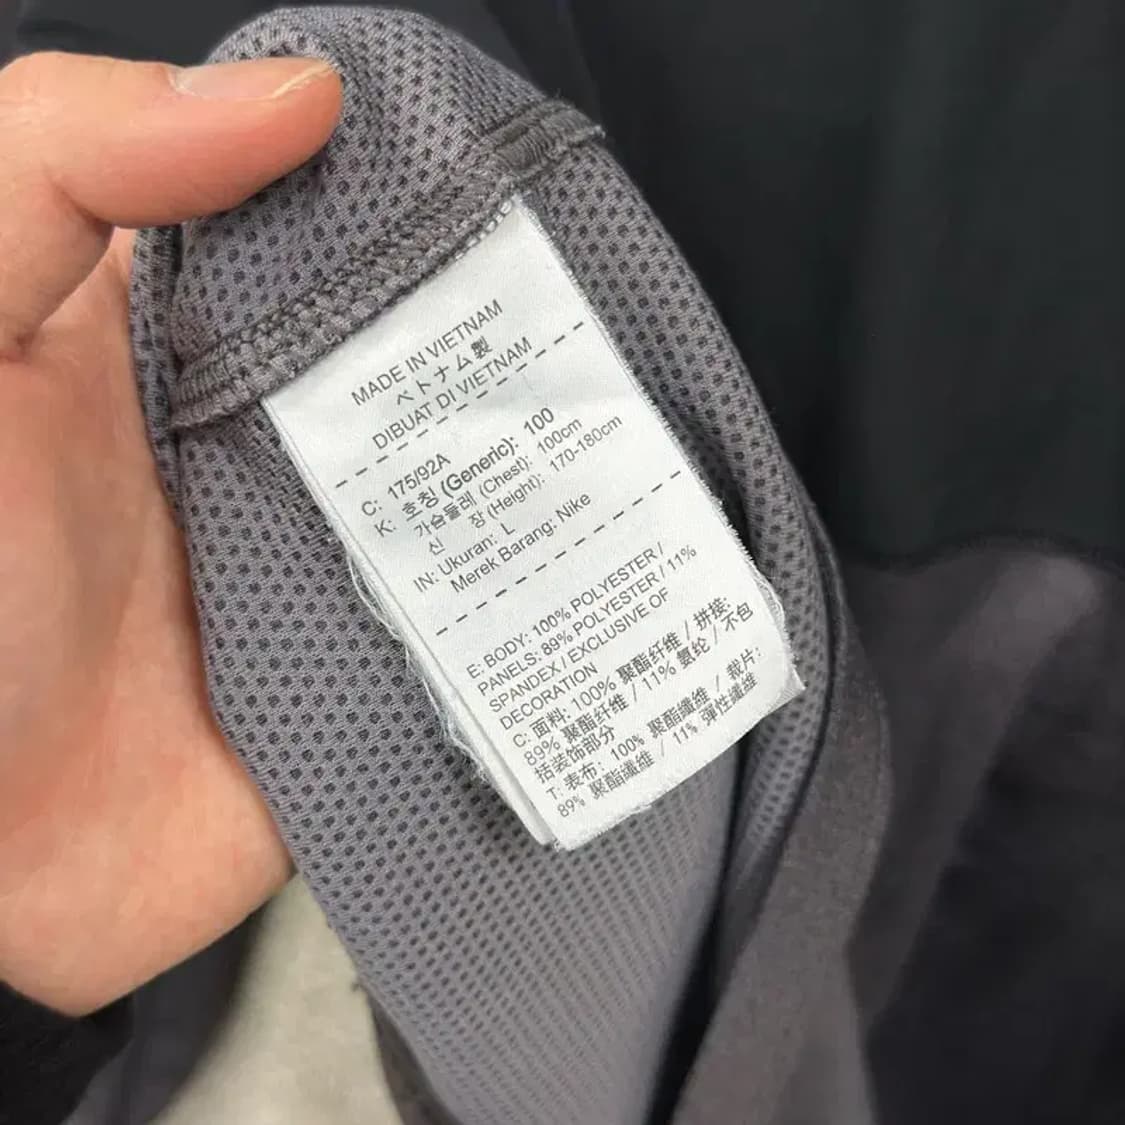 MADE IN VIETNAM
ベトナム製
DIBUAT DI VIETNAM
C: 175/92A
K: 호칭 (Generic): 100
가슴둘레 (Chest): 100cm
신 장 (Height): 170-180cm
IN: Ukuran: L
Merek Barang: Nike
E: BODY: 100% POLYESTER /
PANELS: 89% POLYESTER / 11%
SPANDEX / EXCLUSIVE OF
DECORATION
C: 面料: 100% 聚酯纤维 / 拼接:
89% 聚酯纤维 / 11% 氨纶 / 不包
括装饰部分
T: 表布: 100% 聚酯纖維 / 裁片:
89% 聚酯纖維 / 11% 彈性纖維